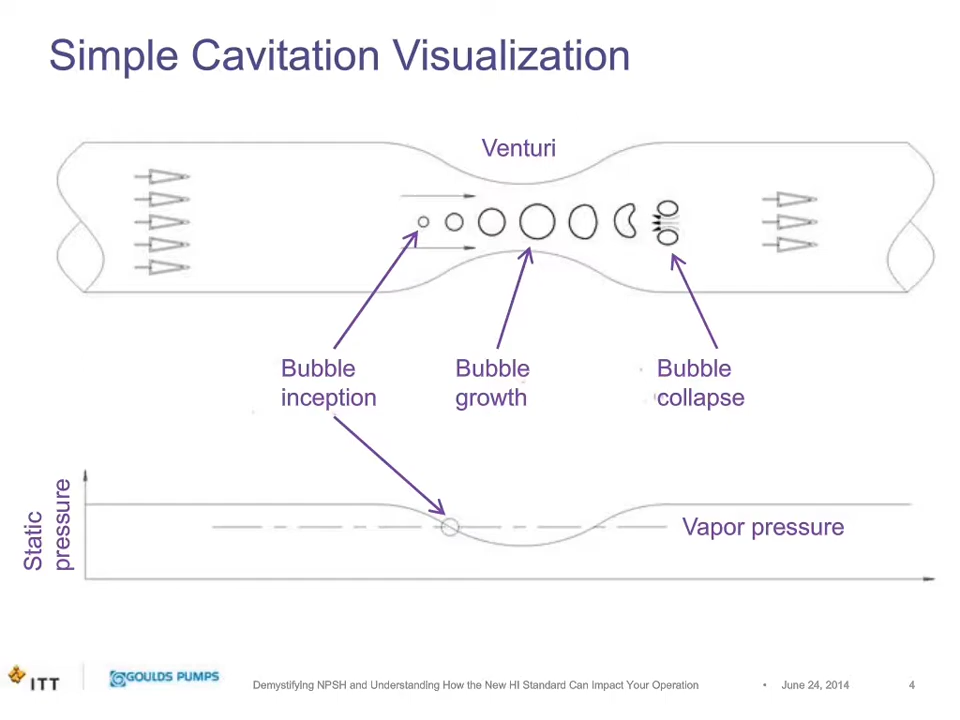 Simple Cavitation Visualization
Venturi
Bubble
inception
Bubble
growth
Bubble
collapse
Static
pressure
Vapor pressure
ITT
GOULDS PUMPS
Demystifying NPSH and Understanding How the New HI Standard Can Impact Your Operation
• June 24, 2014
4